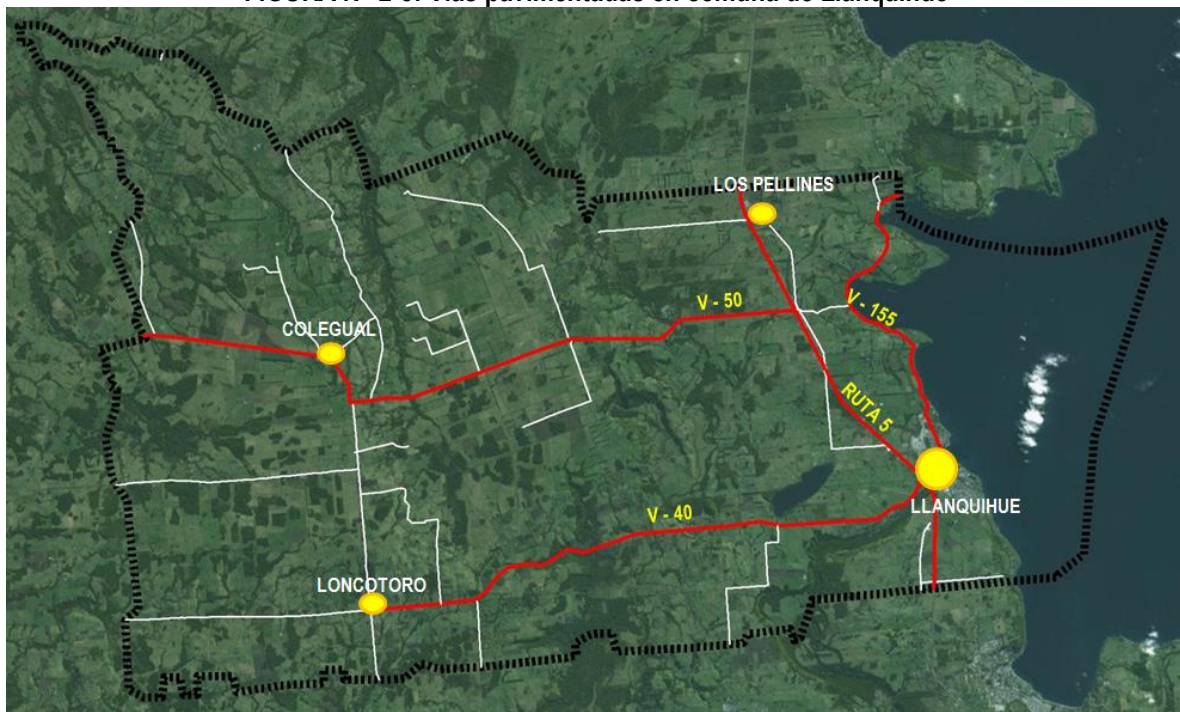 LOS PELLINES
V - 50
V - 155
COLEGUAL
RUTA 5
LLANQUIHUE
V - 40
LONCOTORO